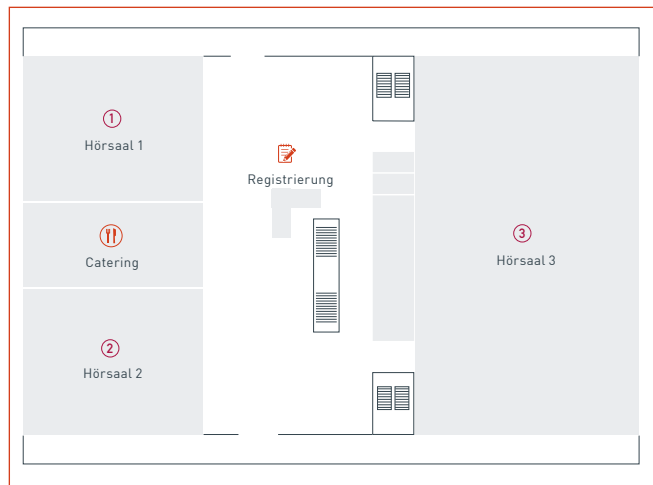 1
Hörsaal 1
Registrierung
Catering
3
Hörsaal 3
2
Hörsaal 2